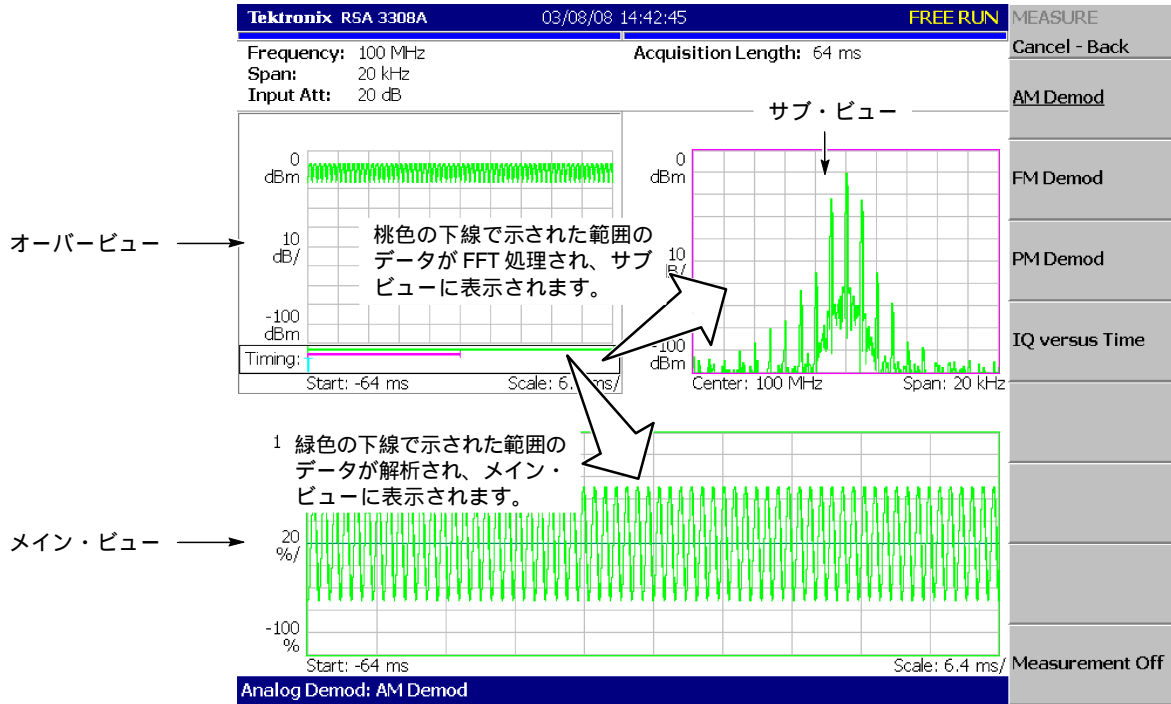 Tektronix RSA 3308A
03/08/08 14:42:45
FREE RUN
MEASURE
Cancel - Back
Frequency: 100 MHz
Acquisition Length: 64 ms
Span: 20 kHz
Input Att: 20 dB
AM Demod
FM Demod
PM Demod
IQ versus Time
Measurement Off
サブ・ビュー
オーバービュー
0
dBm
10
dB/
-100
dBm
桃色の下線で示された範囲の
データが FFT 処理され、サブ
ビューに表示されます。
0
dBm
10
dBm
Timing:
Start: -64 ms
Center: 100 MHz
Span: 20 kHz
緑色の下線で示された範囲の
データが解析され、メイン・
ビューに表示されます。
メイン・ビュー
1
20
%/
-100
%
Start: -64 ms
Scale: 6.4 ms/
Analog Demod: AM Demod